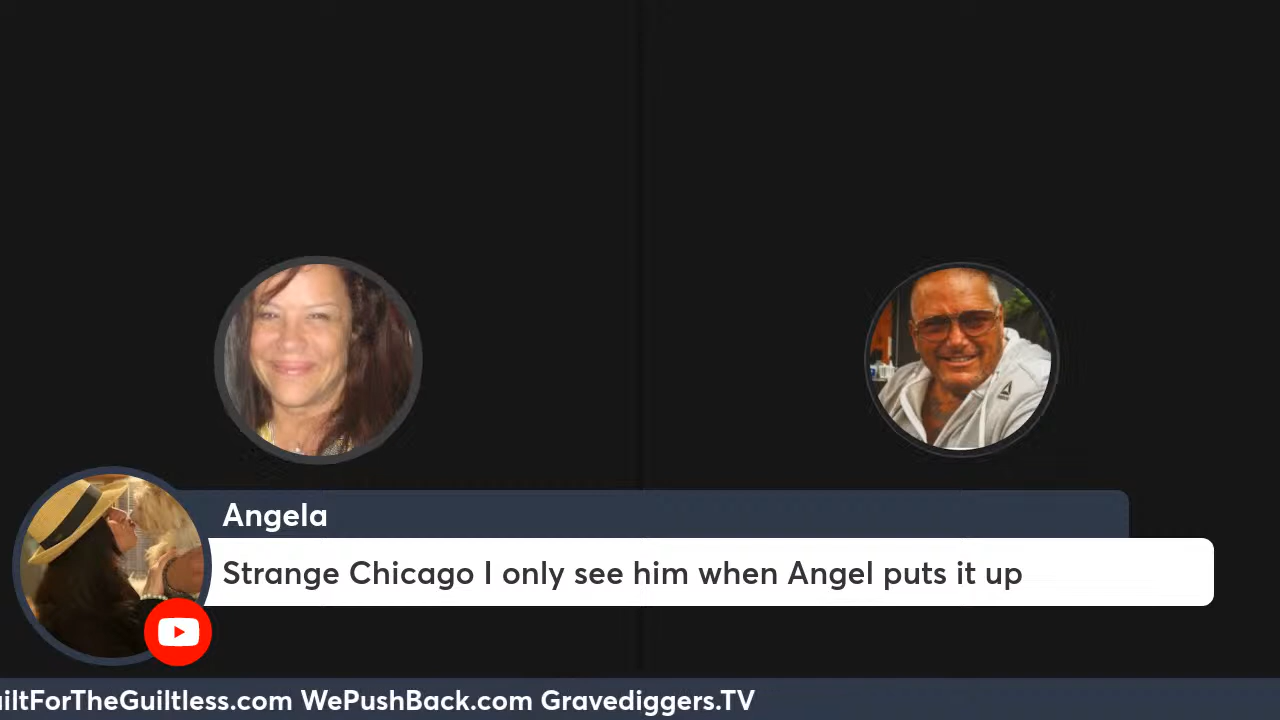 Angela
Strange Chicago I only see him when Angel puts it up
iltForTheGuiltless.com WePushBack.com Gravediggers.TV